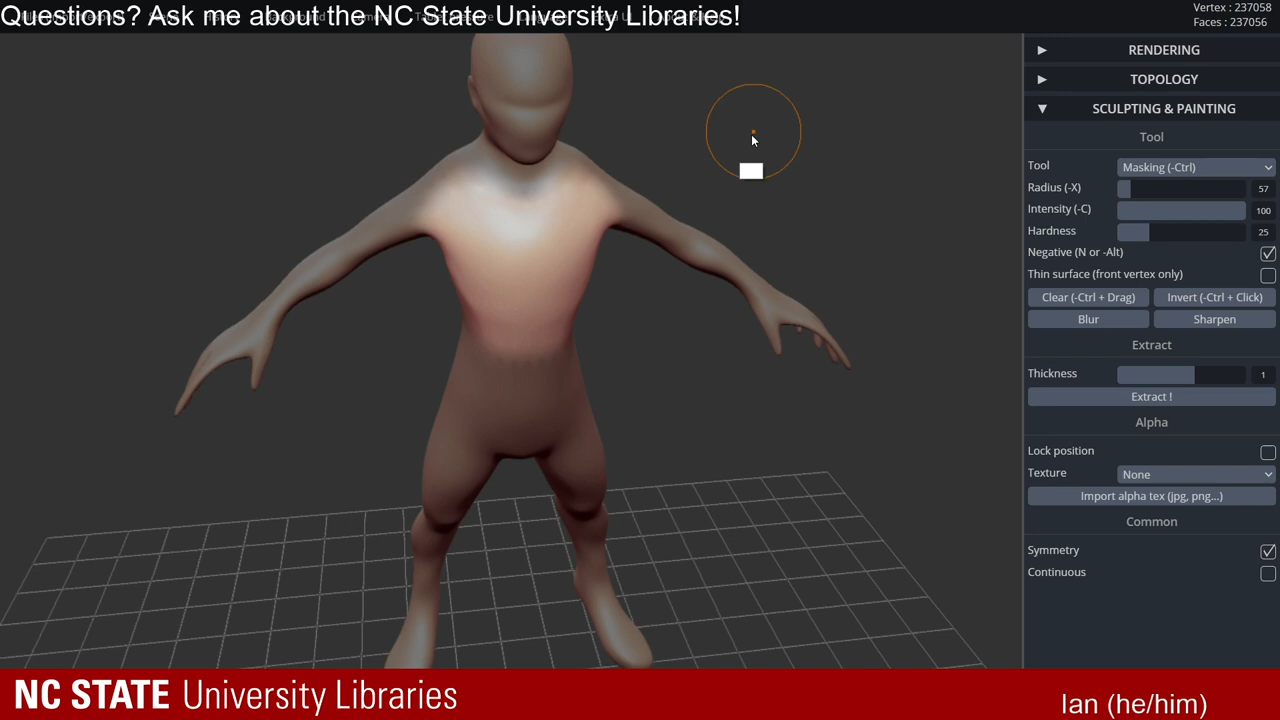 Questions? Ask me about the NC State University Libraries!
Vertex : 237058
Faces : 237056
RENDERING
TOPOLOGY
SCULPTING & PAINTING
Tool
Tool Masking (-Ctrl)
Radius (-X) 57
Intensity (-C) 100
Hardness 25
Negative (N or -Alt)
Thin surface (front vertex only)
Clear (-Ctrl + Drag) Invert (-Ctrl + Click)
Blur Sharpen
Extract
Thickness 1
Extract !
Alpha
Lock position
Texture None
Import alpha tex (jpg, png...)
Common
Symmetry
Continuous
NC STATE University Libraries
Ian (he/him)